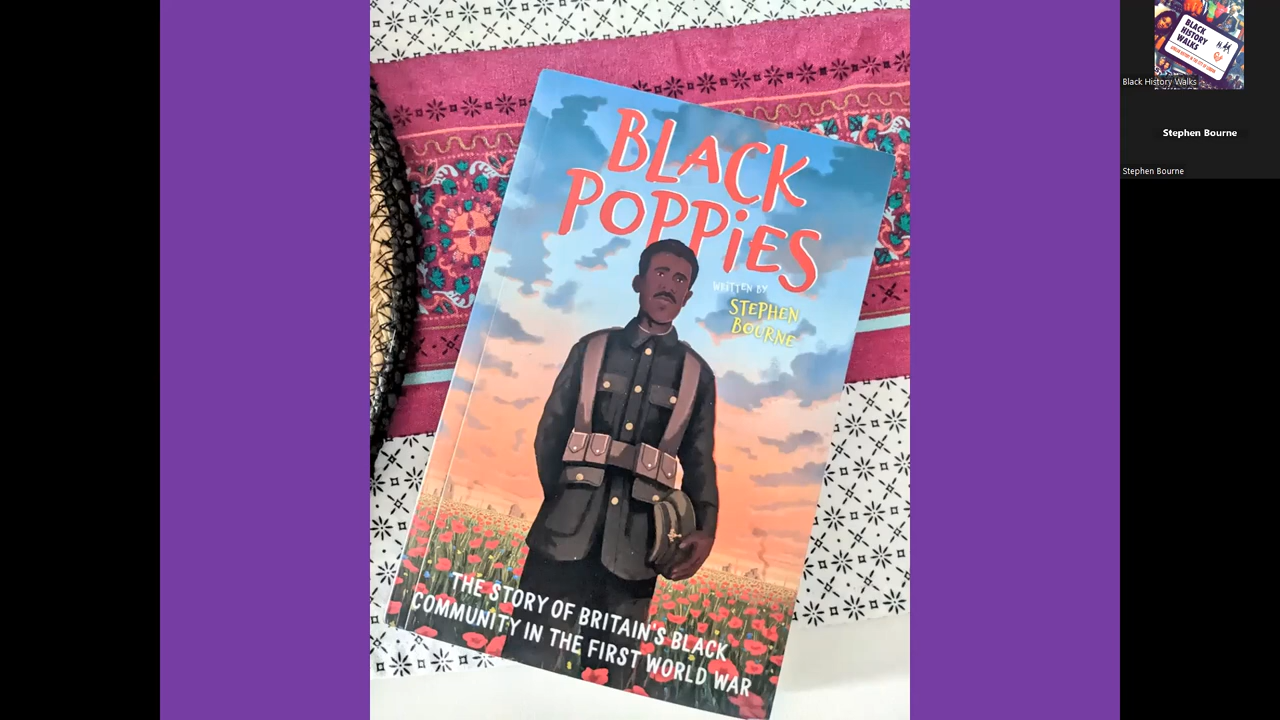 BLACK
POPPIES
WRITTEN BY
STEPHEN
BOURNE
THE STORY OF BRITAIN'S BLACK
COMMUNITY IN THE FIRST WORLD WAR
BLACK
HISTORY
WALKS
Black History Walks
Stephen Bourne
Stephen Bourne